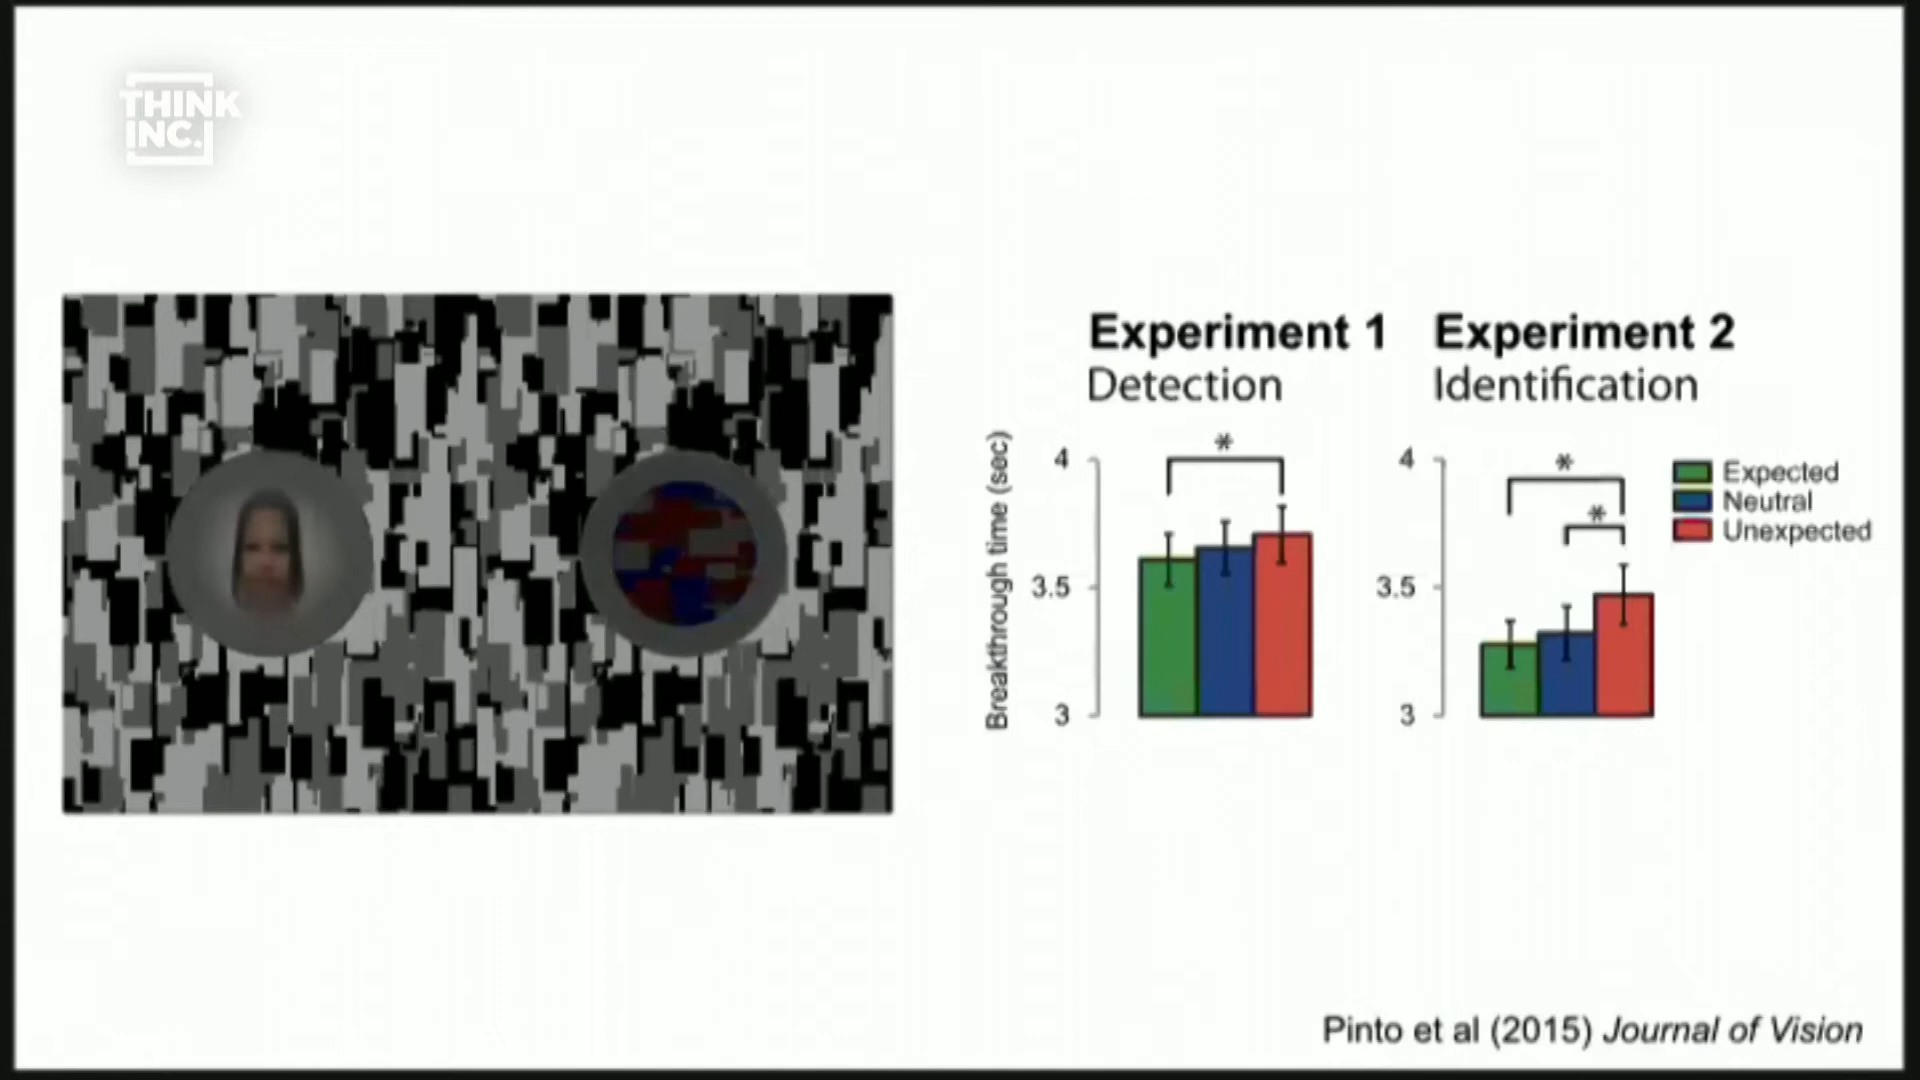 THINK
INC.
Experiment 1
Detection
Experiment 2
Identification
Breakthrough time (sec)
4
3.5
3
*
4
3.5
3
*
*
Expected
Neutral
Unexpected
Pinto et al (2015) Journal of Vision